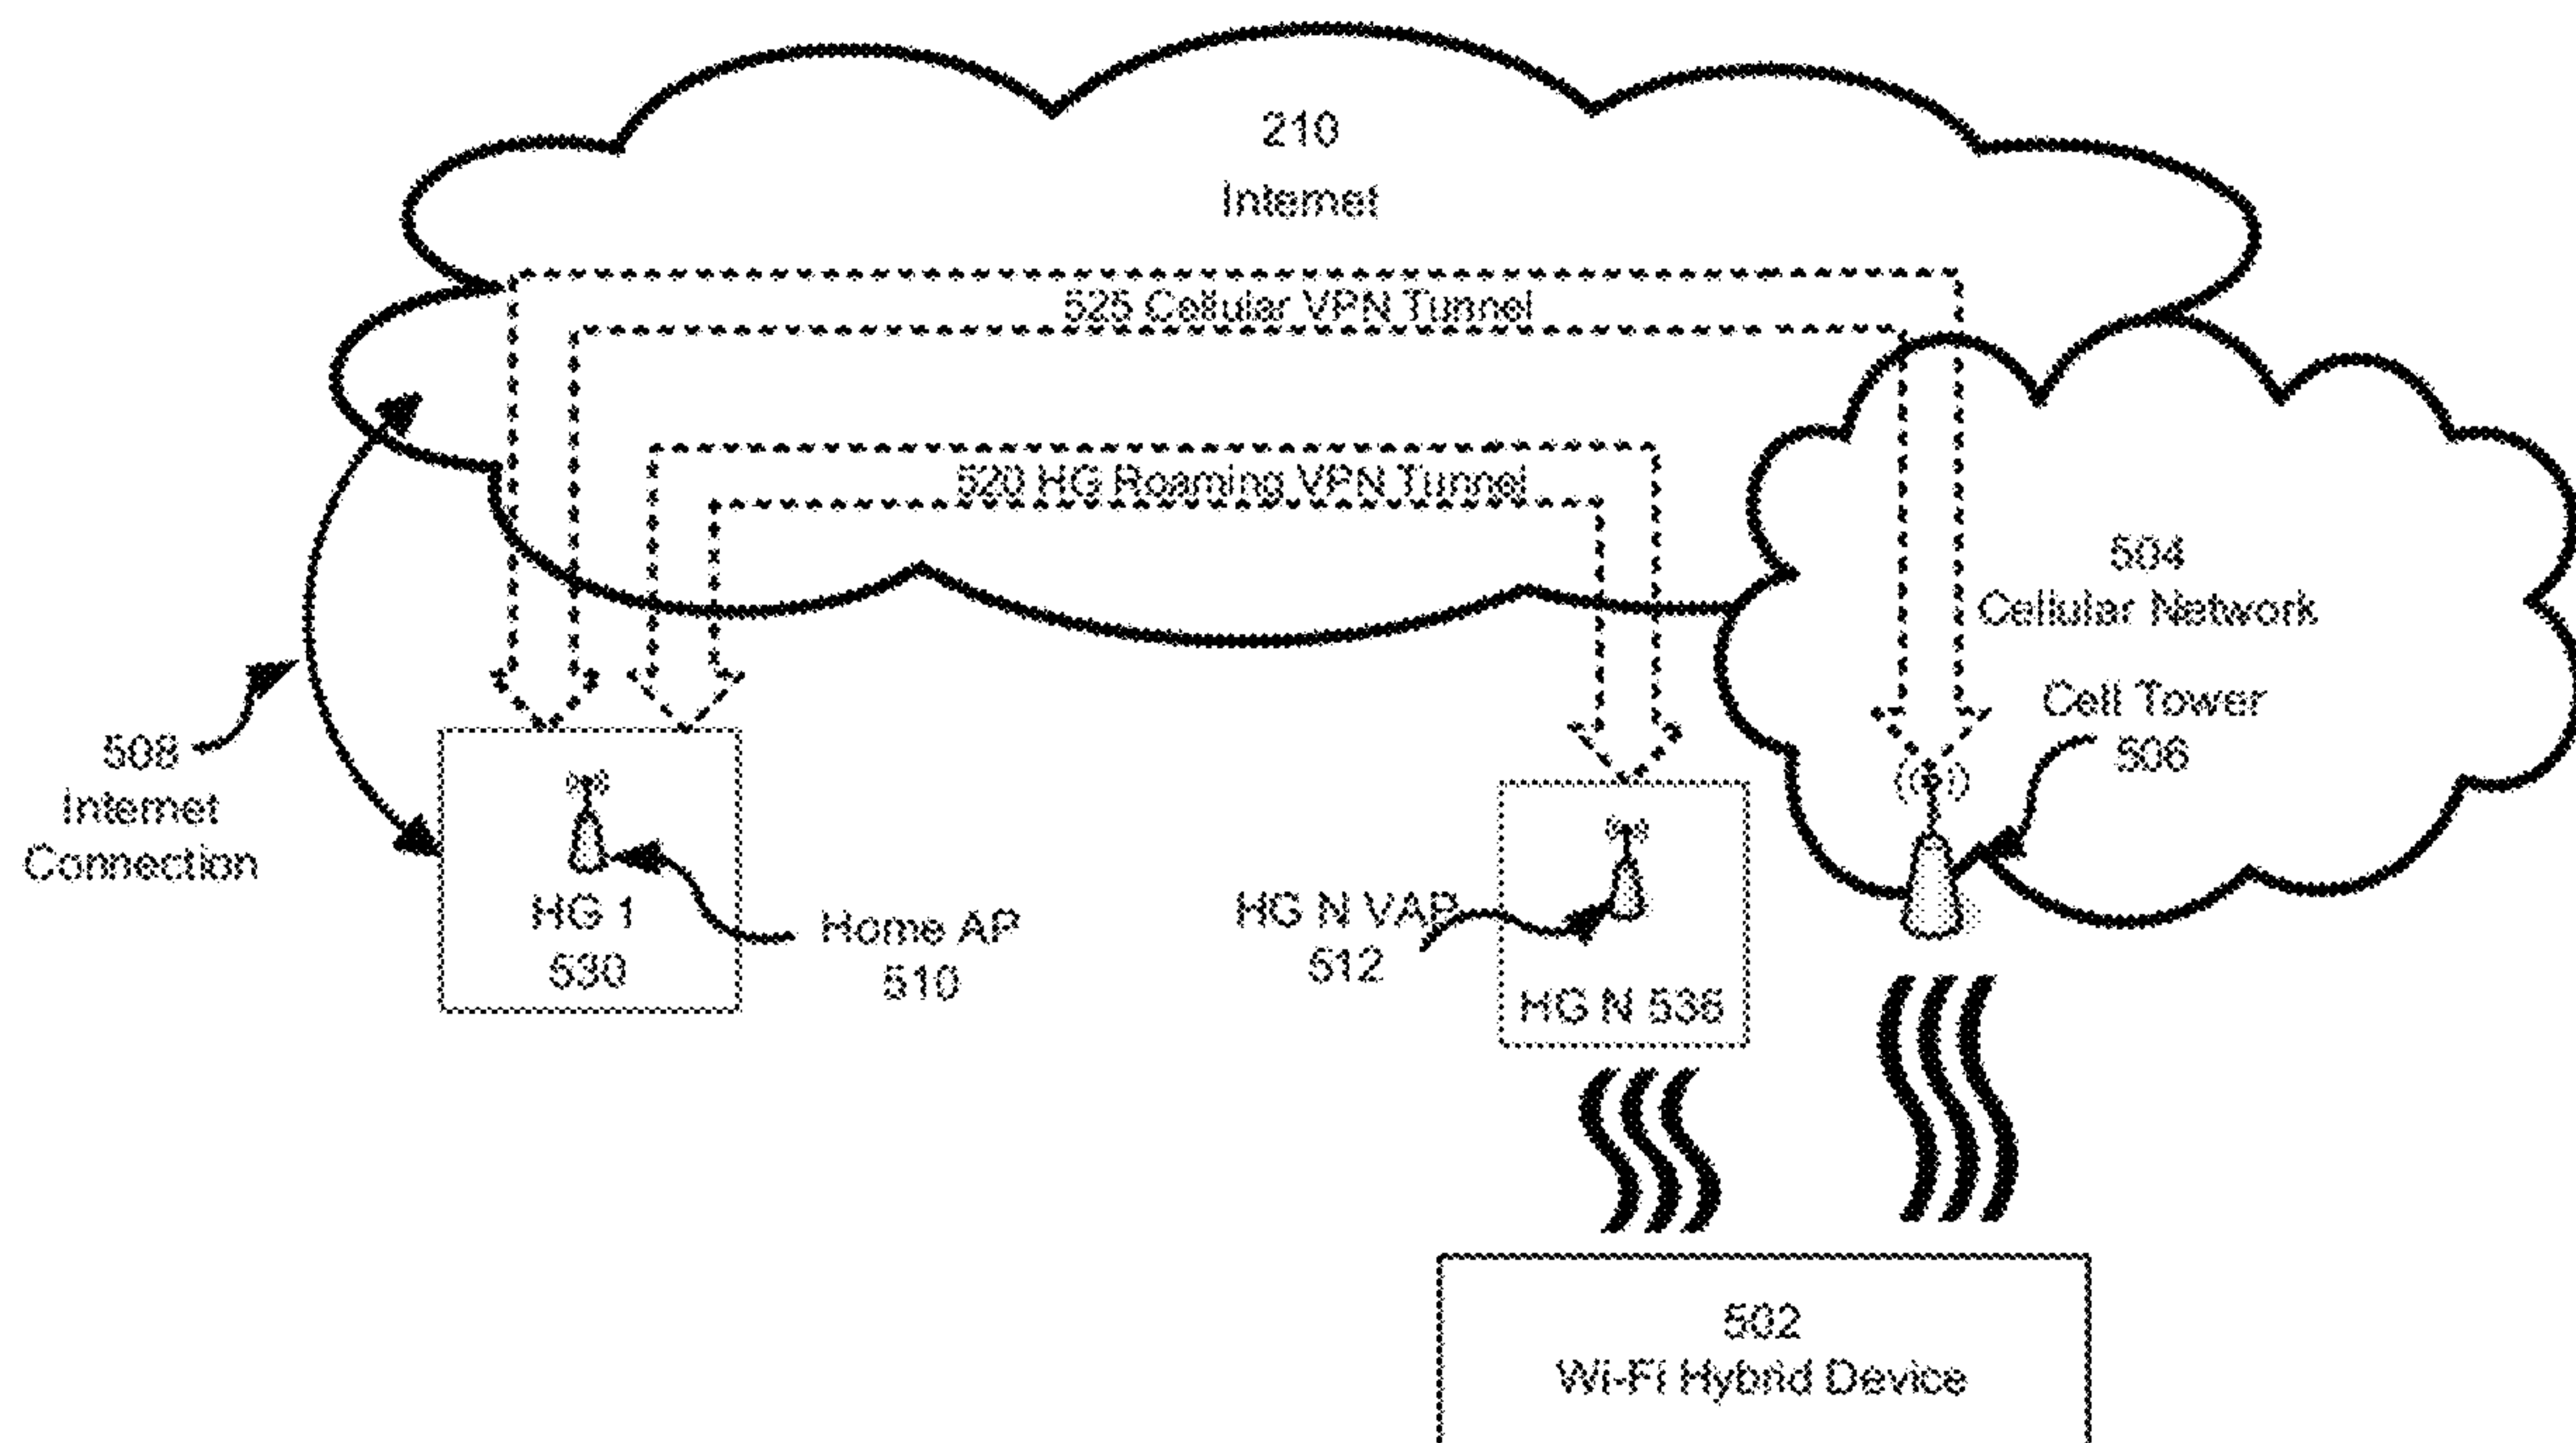 210
Internet
525 Cellular VPN Tunnel
520 HG Roaming VPN Tunnel
504
Cellular Network
Cell Tower
506
508
Internet
Connection
HG 1
530
Home AP
510
HG N VAP
512
HG N 535
502
Wi-Fi Hybrid Device